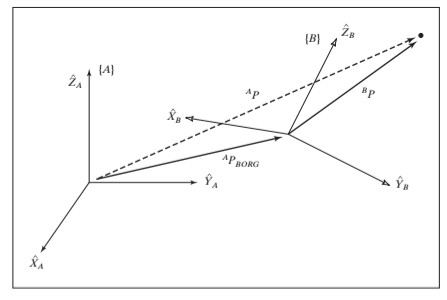 {A}
Ẑ_A
{B}
Ẑ_B
^A P
^B P
X̂_B
^A P_BORG
Ŷ_A
Ŷ_B
X̂_A